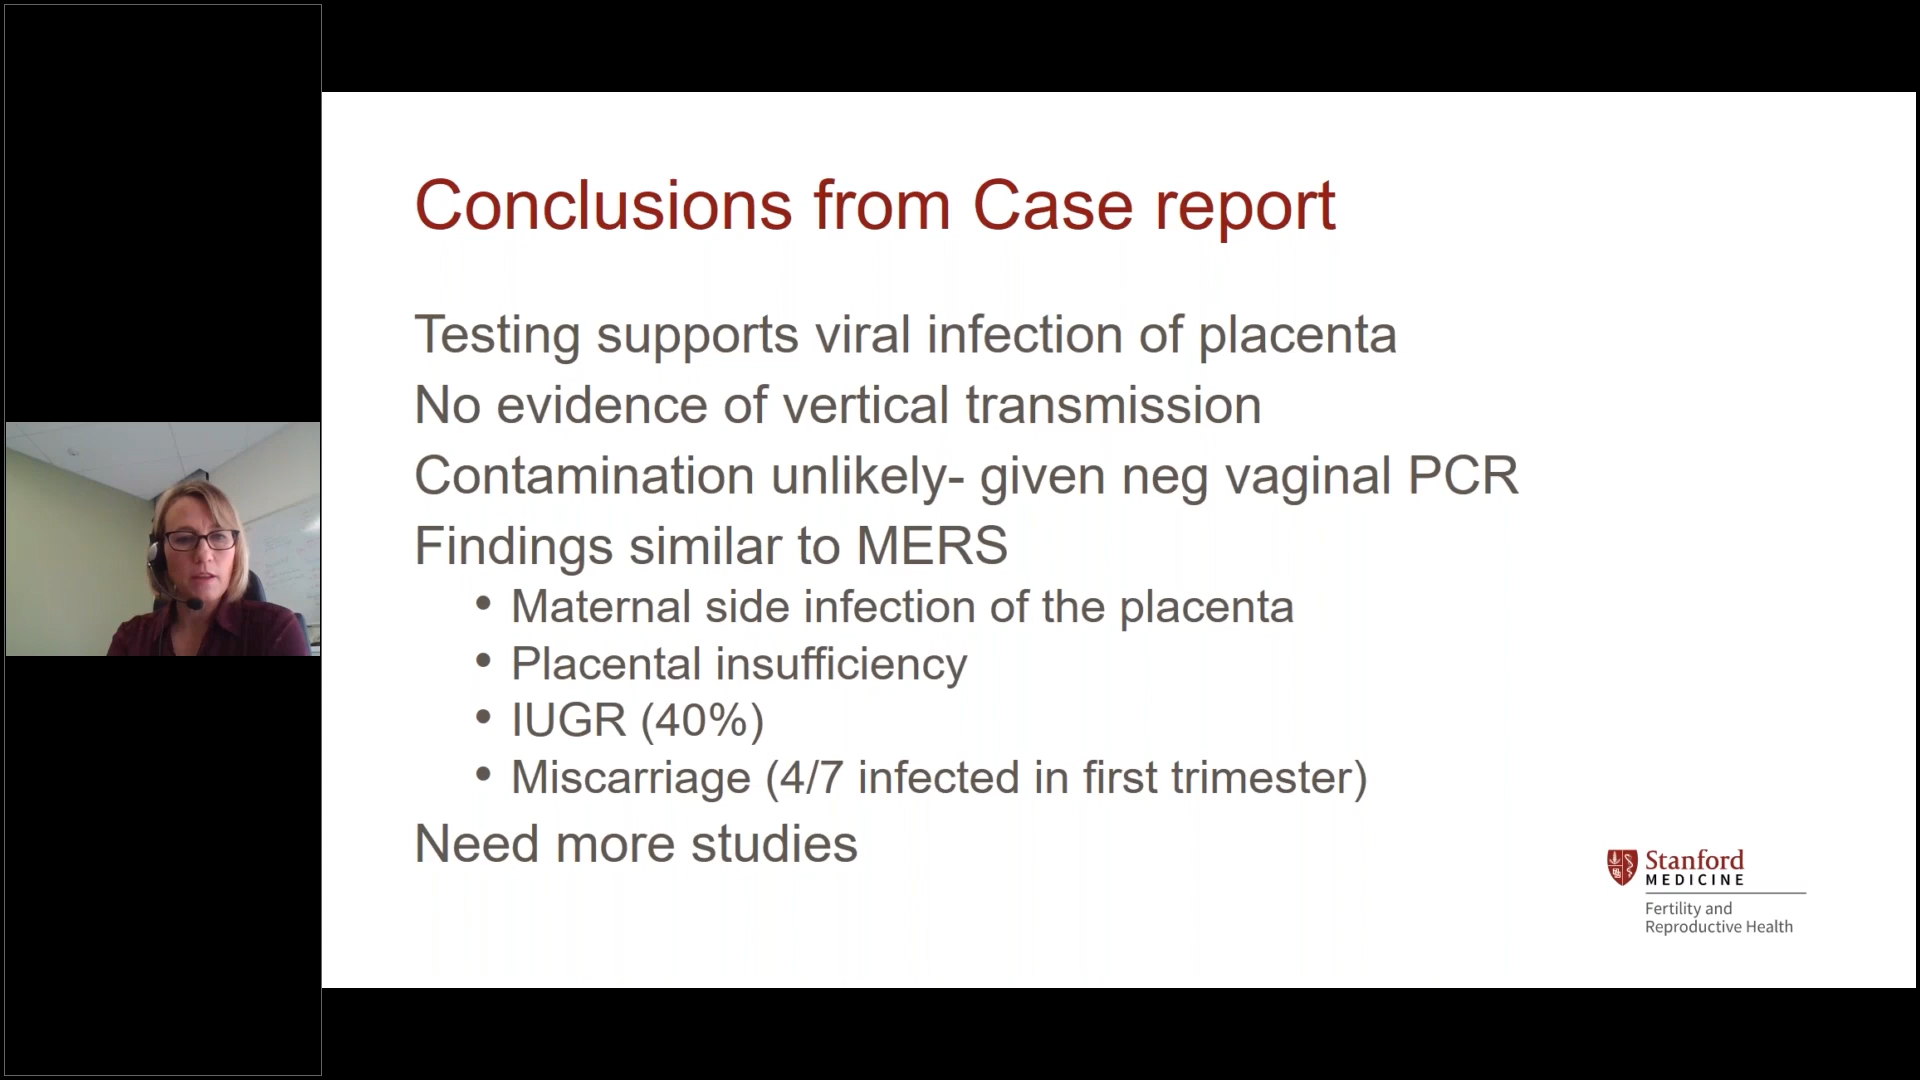 Conclusions from Case report
Testing supports viral infection of placenta
No evidence of vertical transmission
Contamination unlikely- given neg vaginal PCR
Findings similar to MERS
• Maternal side infection of the placenta
• Placental insufficiency
• IUGR (40%)
• Miscarriage (4/7 infected in first trimester)
Need more studies
Stanford
MEDICINE
Fertility and
Reproductive Health